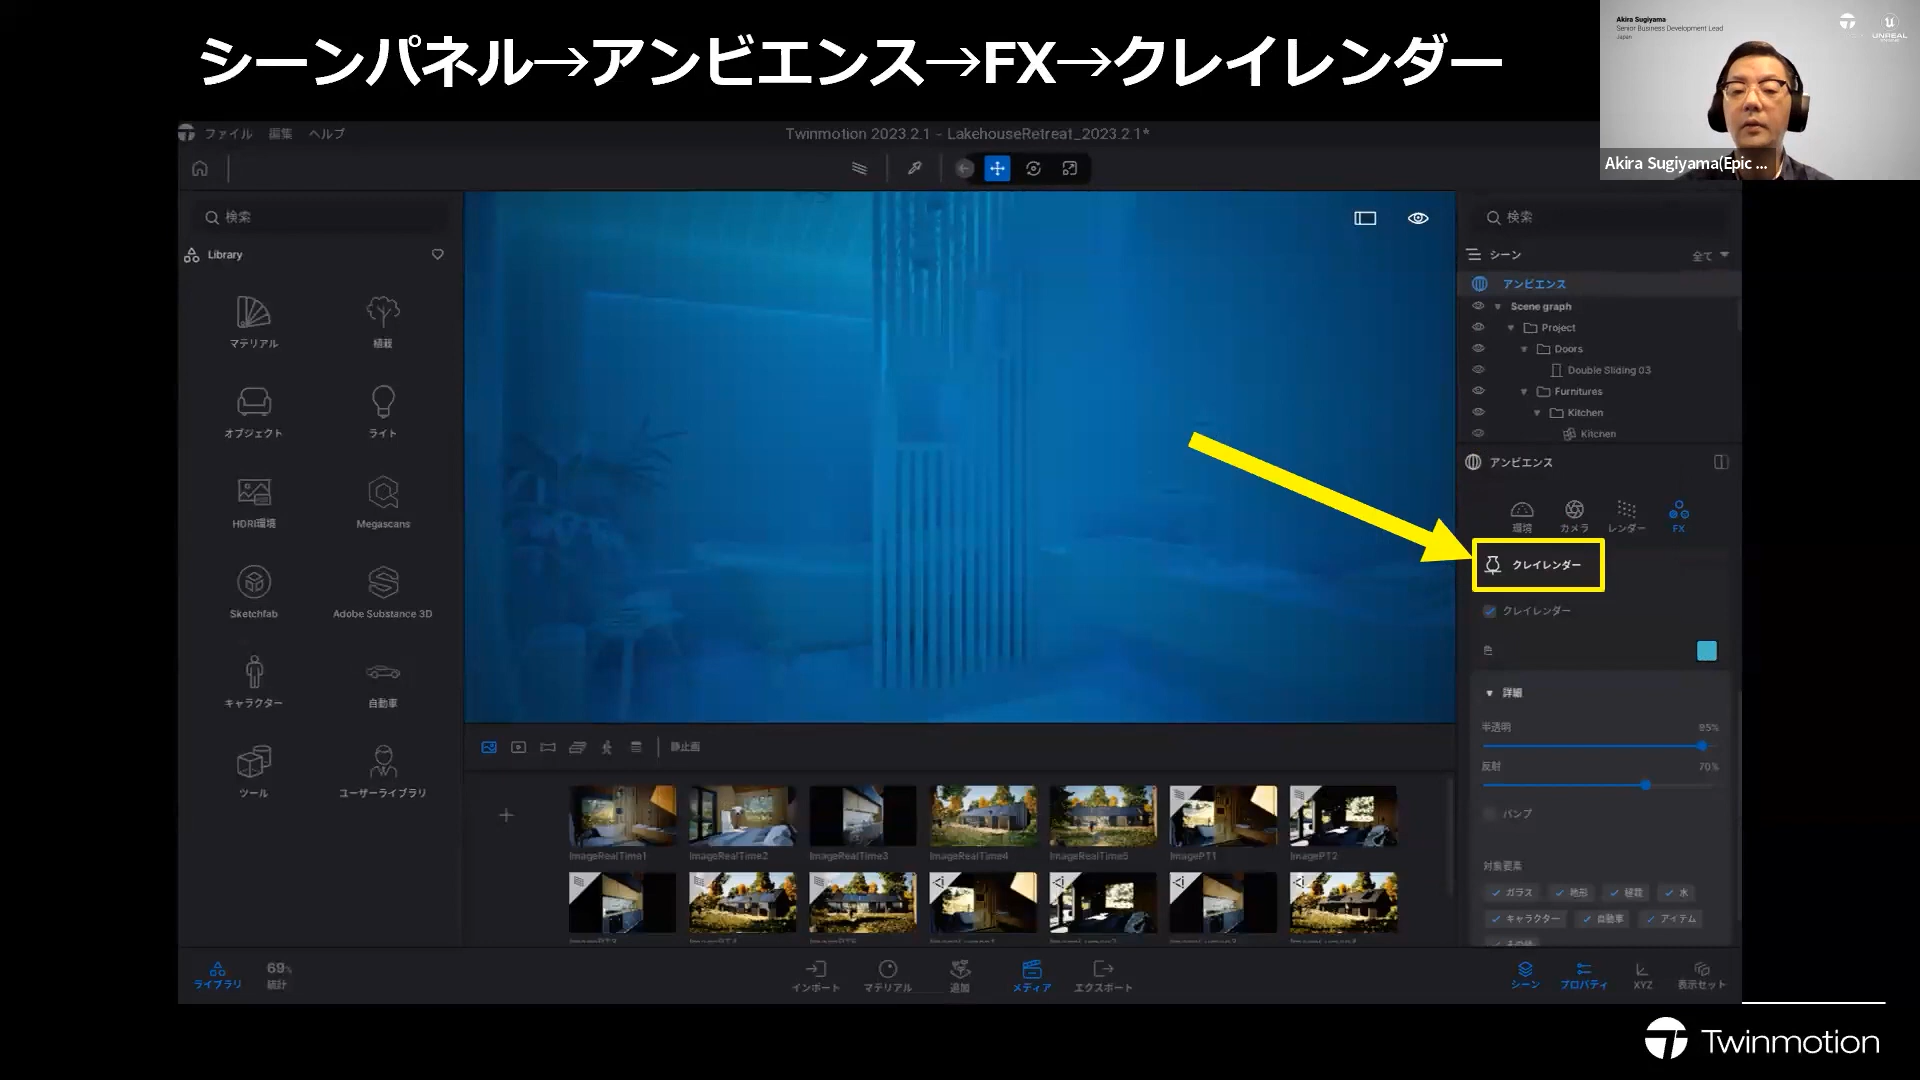 シーンパネル→アンビエンス→FX→クレイレンダー
Akira Sugiyama
Senior Business Development Lead
Japan
UNREAL
Akira Sugiyama(Epic ...
ファイル 編集 ヘルプ
Twinmotion 2023.2.1 - LakehouseRetreat_2023.2.1*
検索
Library
マテリアル 植栽
オブジェクト ライト
HDRI環境 Megascans
Sketchfab Adobe Substance 3D
キャラクター 自動車
ツール ユーザーライブラリ
静止画
ImageRealTime1 ImageRealTime2 ImageRealTime3 ImageRealTime4 ImageRealTime5 ImagePT1 ImagePT2
検索
シーン 全て
アンビエンス
Scene graph
Project
Doors
Double Sliding 03
Furnitures
Kitchen
Kitchen
アンビエンス
環境 カメラ レンダー FX
クレイレンダー
クレイレンダー
色
詳細
半透明 95%
反射 70%
バンプ
対象要素
ガラス 地形 植栽 水
キャラクター 自動車 アイテム
その他
ライブラリ 69% 統計
インポート マテリアル 追加 メディア エクスポート
シーン プロパティ XYZ 表示セット
Twinmotion